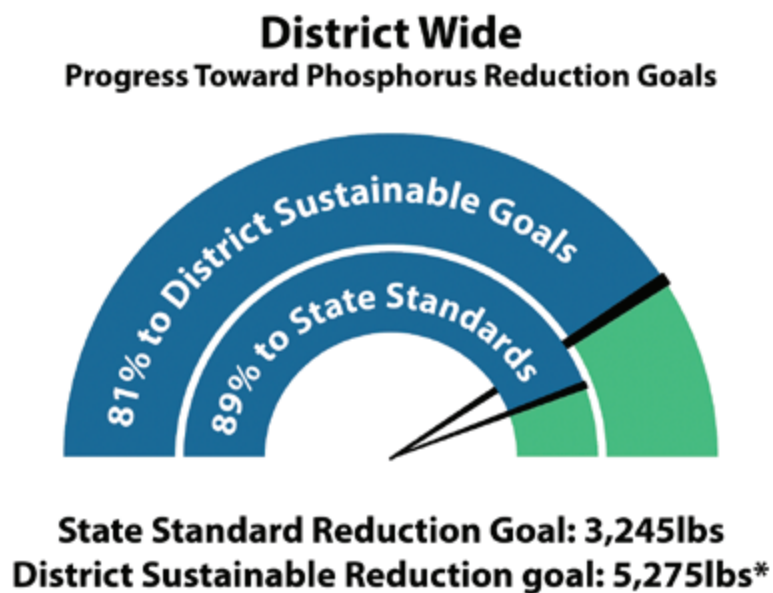 District Wide
Progress Toward Phosphorus Reduction Goals
81% to District Sustainable Goals
89% to State Standards
State Standard Reduction Goal: 3,245lbs
District Sustainable Reduction goal: 5,275lbs*